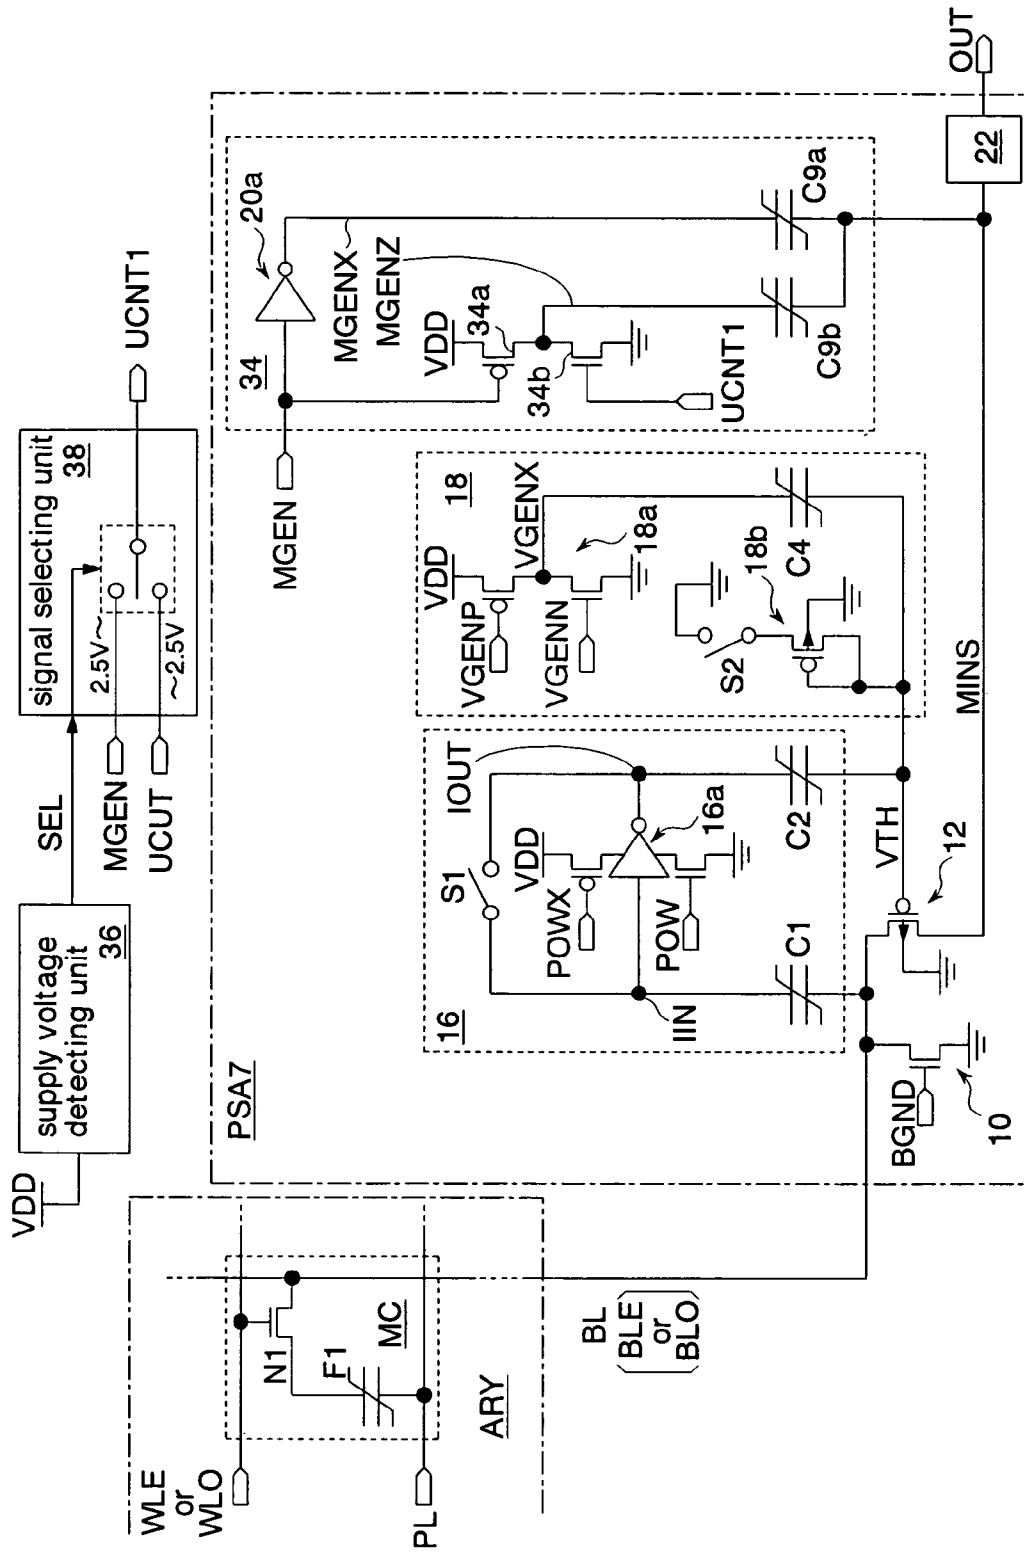 VDD
supply voltage
detecting unit
36
SEL
signal selecting unit
38
MGEN
2.5V~
UCUT
~2.5V
UCNT1
WLE
or
WLO
PL
N1
F1
MC
ARY
BL
BLE
or
BLO
PSA7
16
S1
IOUT
VDD
POWX
POW
16a
IIN
C1
C2
18
VDD
VGENP
VGENN
VGENX
18a
S2
18b
C4
MGEN
34
20a
MGENX
MGENZ
VDD
34a
34b
UCNT1
C9b
C9a
BGND
10
12
VTH
MINS
22
OUT